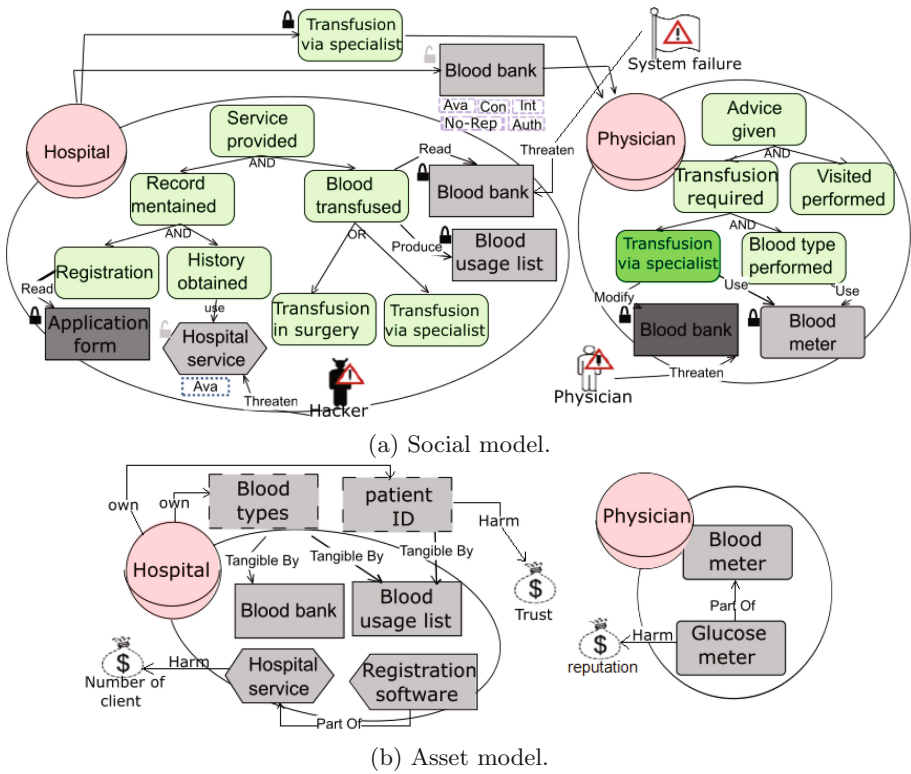 Transfusion
via specialist
System failure
Blood bank
Ava
Con
Int
No-Rep
Auth
Hospital
Service
provided
AND
Read
Threaten
Physician
Advice
given
AND
Record
mentained
Blood
transfused
Blood bank
Transfusion
required
Visited performed
AND
OR
Produce
Blood
usage list
AND
Registration
History
obtained
Transfusion
via specialist
Blood type
performed
Read
use
Modify
Use
Use
Application
form
Hospital
service
Transfusion
in surgery
Transfusion
via specialist
Blood bank
Blood
meter
Ava
Threaten
Hacker
Threaten
Physician
(a) Social model.
own
own
Blood
types
patient
ID
Harm
Physician
Tangible By
Tangible By
Tangible By
Hospital
Blood
meter
Trust
Blood bank
Blood
usage list
Part Of
Glucose
meter
Harm
reputation
Harm
Number of
client
Hospital
service
Registration
software
Part Of
(b) Asset model.